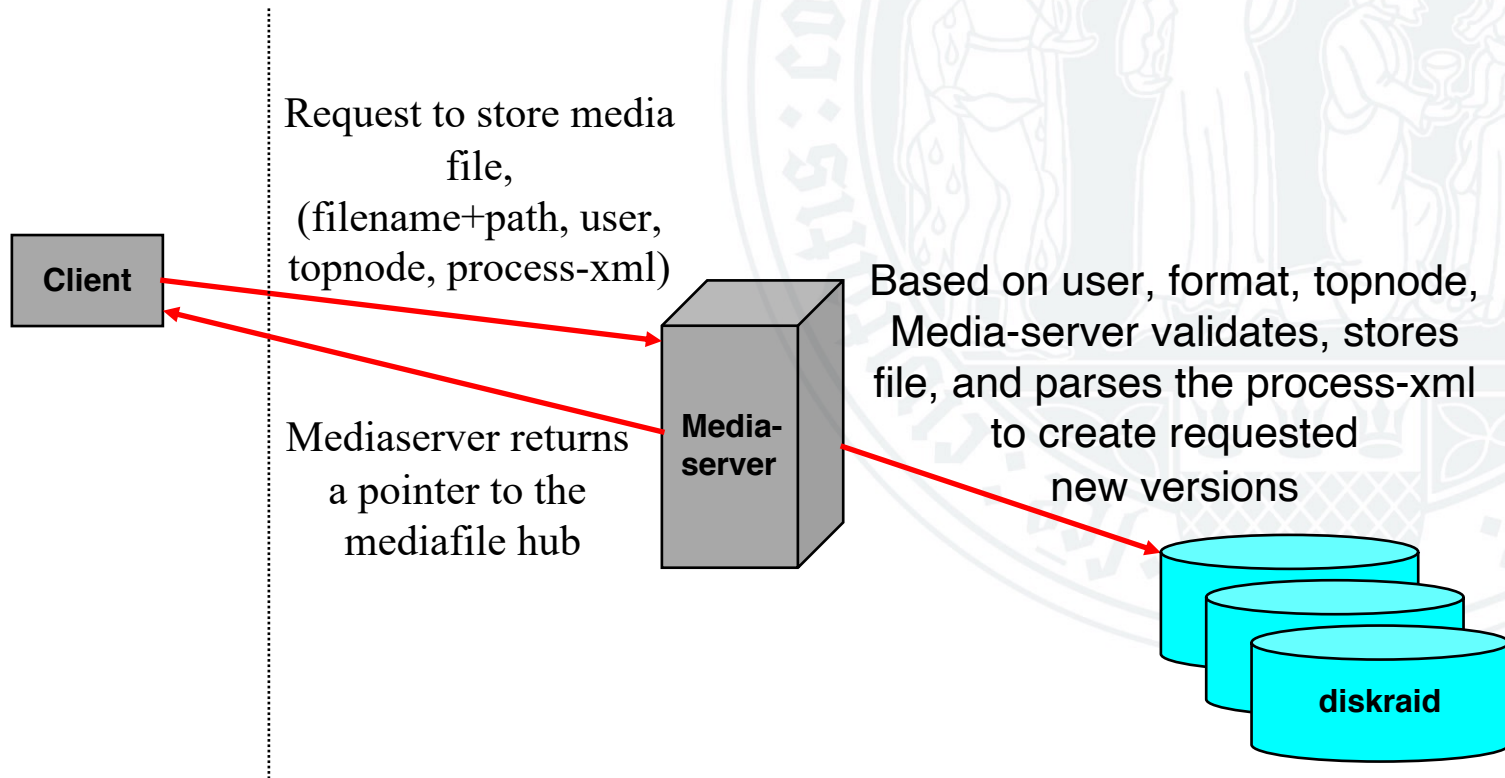 Request to store media
file,
(filename+path, user,
topnode, process-xml)
Client
Mediaserver returns
a pointer to the
mediafile hub
Media-
server
Based on user, format, topnode,
Media-server validates, stores
file, and parses the process-xml
to create requested
new versions
diskraid